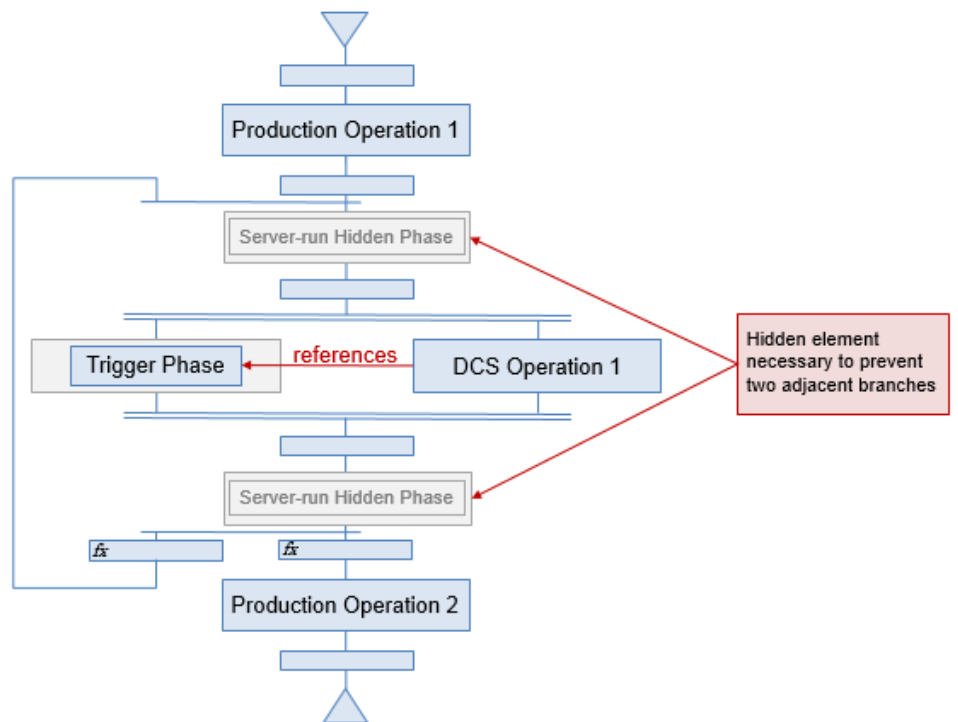 Production Operation 1
Server-run Hidden Phase
Trigger Phase
references
DCS Operation 1
Hidden element
necessary to prevent
two adjacent branches
Server-run Hidden Phase
fx
fx
Production Operation 2